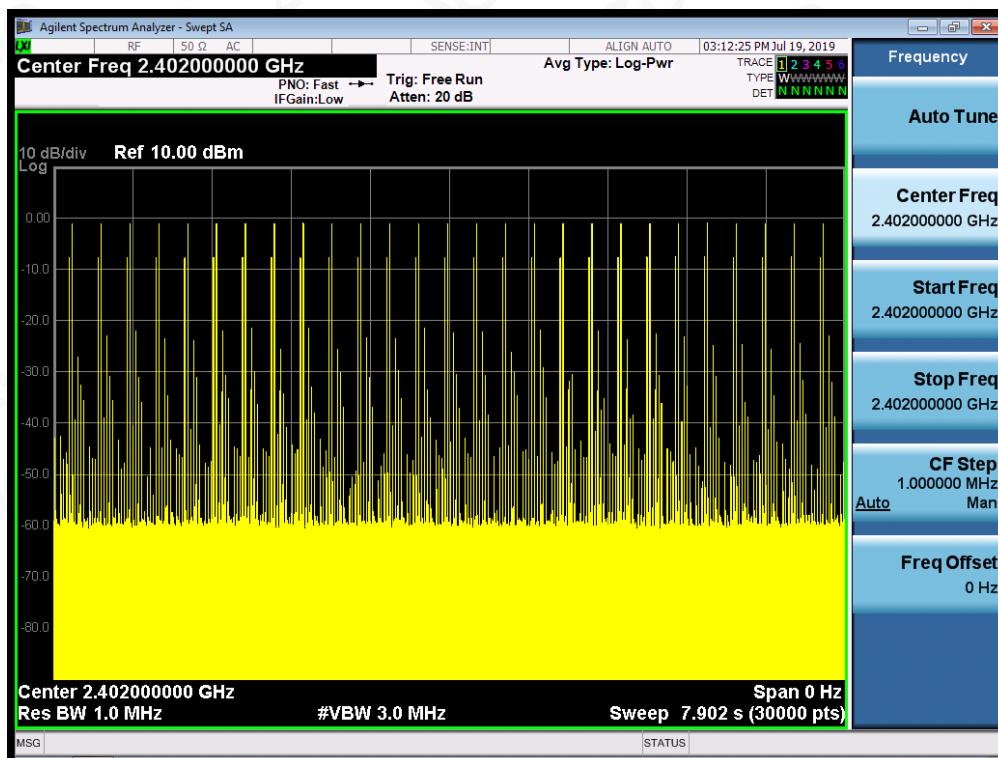 Agilent Spectrum Analyzer - Swept SA
LXI RF 50 Ω AC SENSE:INT ALIGN AUTO 03:12:25 PM Jul 19, 2019
Center Freq 2.402000000 GHz
PNO: Fast
IFGain:Low
Trig: Free Run
Atten: 20 dB
Avg Type: Log-Pwr
TRACE 1 2 3 4 5 6
TYPE WWWWWW
DET N N N N N N
10 dB/div Ref 10.00 dBm
Log
0.00
-10.0
-20.0
-30.0
-40.0
-50.0
-60.0
-70.0
-80.0
Center 2.402000000 GHz Span 0 Hz
Res BW 1.0 MHz #VBW 3.0 MHz Sweep 7.902 s (30000 pts)
MSG STATUS
Frequency
Auto Tune
Center Freq
2.402000000 GHz
Start Freq
2.402000000 GHz
Stop Freq
2.402000000 GHz
CF Step
1.000000 MHz
Auto Man
Freq Offset
0 Hz